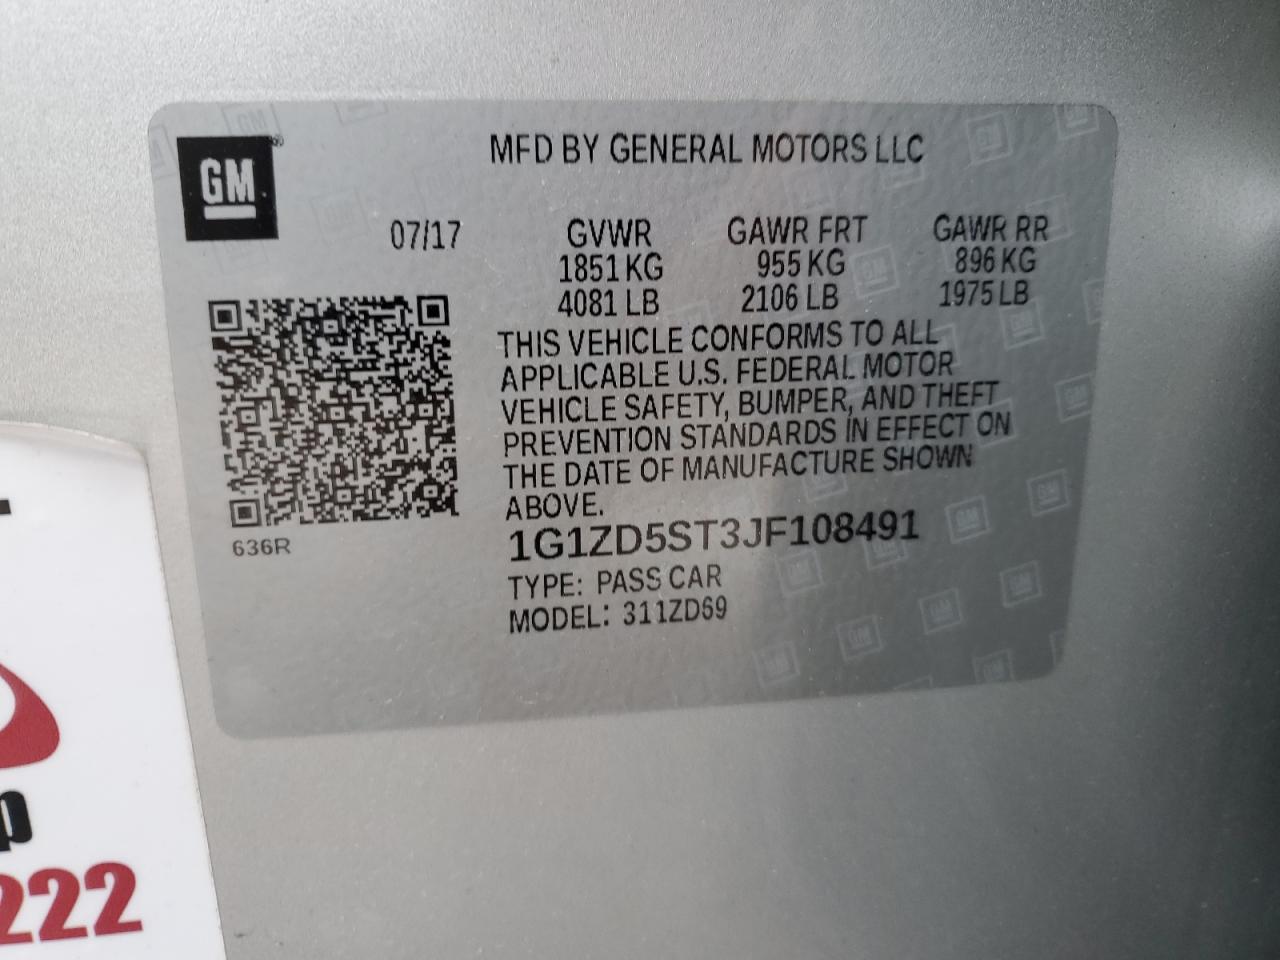 GM
MFD BY GENERAL MOTORS LLC
07/17 GVWR GAWR FRT GAWR RR
1851 KG 955 KG 896 KG
4081 LB 2106 LB 1975 LB
THIS VEHICLE CONFORMS TO ALL
APPLICABLE U.S. FEDERAL MOTOR
VEHICLE SAFETY, BUMPER, AND THEFT
PREVENTION STANDARDS IN EFFECT ON
THE DATE OF MANUFACTURE SHOWN
ABOVE.
1G1ZD5ST3JF108491
TYPE: PASS CAR
MODEL: 311ZD69
636R
p
222